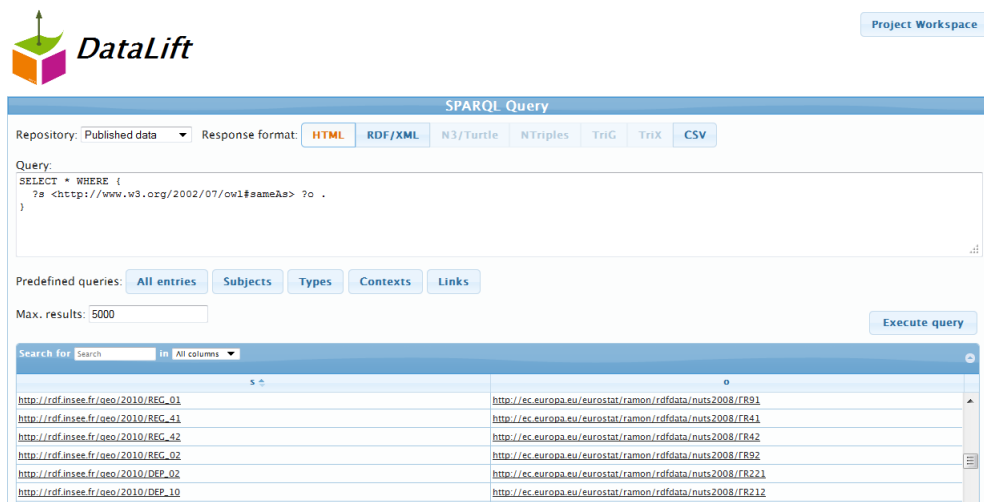 Project Workspace
DataLift
SPARQL Query
Repository: Published data Response format: HTML RDF/XML N3/Turtle NTriples TriG TriX CSV
Query:
SELECT * WHERE {
?s <http://www.w3.org/2002/07/owl#sameAs> ?o .
}
Predefined queries: All entries Subjects Types Contexts Links
Max. results: 5000
Execute query
Search for Search in All columns
s o
http://rdf.insee.fr/geo/2010/REG_01 http://ec.europa.eu/eurostat/ramon/rdfdata/nuts2008/FR91
http://rdf.insee.fr/geo/2010/REG_41 http://ec.europa.eu/eurostat/ramon/rdfdata/nuts2008/FR41
http://rdf.insee.fr/geo/2010/REG_42 http://ec.europa.eu/eurostat/ramon/rdfdata/nuts2008/FR42
http://rdf.insee.fr/geo/2010/REG_02 http://ec.europa.eu/eurostat/ramon/rdfdata/nuts2008/FR92
http://rdf.insee.fr/geo/2010/DEP_02 http://ec.europa.eu/eurostat/ramon/rdfdata/nuts2008/FR221
http://rdf.insee.fr/geo/2010/DEP_10 http://ec.europa.eu/eurostat/ramon/rdfdata/nuts2008/FR212